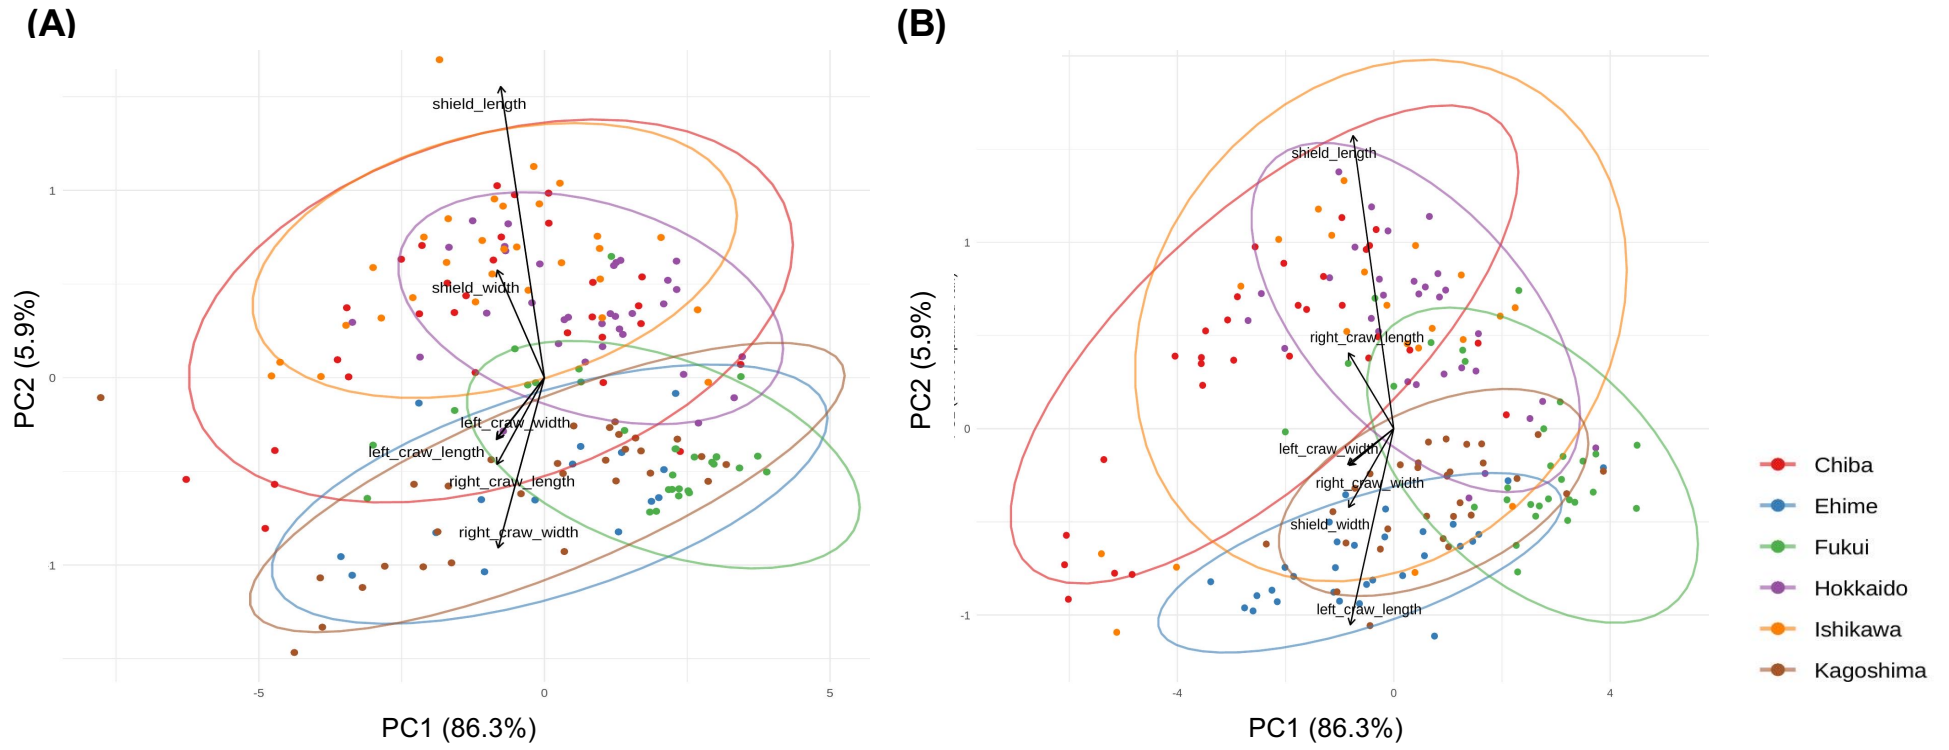 (A)
(B)
shield_length
shield_width
left_craw_width
left_craw_length
right_craw_length
right_craw_width
1
0
1
-5
0
5
PC2 (5.9%)
PC1 (86.3%)
shield_length
right_craw_length
left_craw_width
right_craw_width
shield_width
left_craw_length
1
0
-1
-4
0
4
PC2 (5.9%)
PC1 (86.3%)
Chiba
Ehime
Fukui
Hokkaido
Ishikawa
Kagoshima